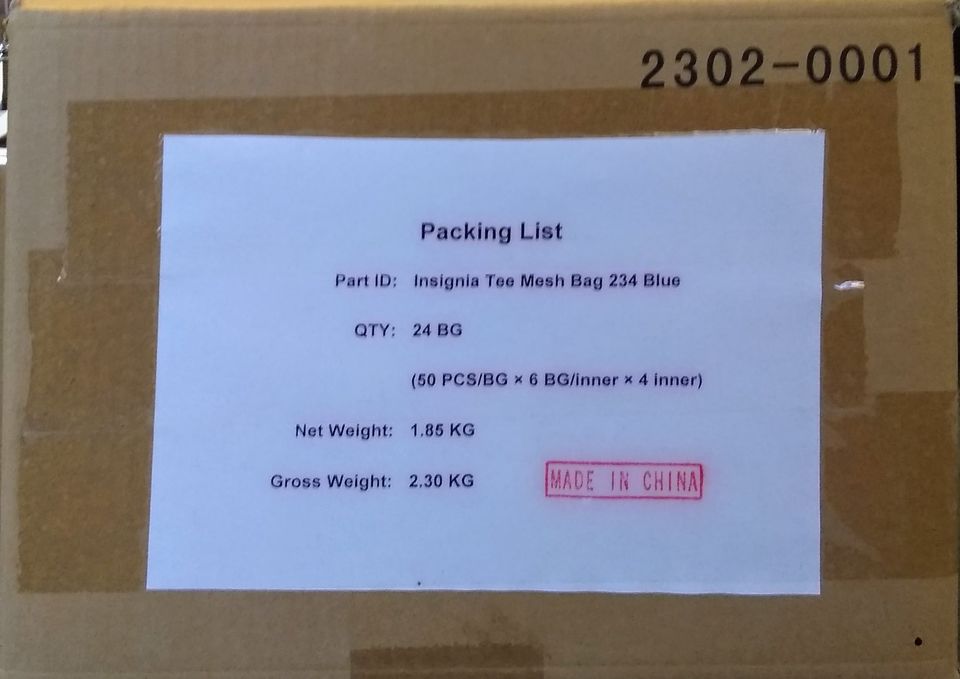 2302-0001
Packing List
Part ID: Insignia Tee Mesh Bag 234 Blue
QTY: 24 BG
(50 PCS/BG × 6 BG/inner × 4 inner)
Net Weight: 1.85 KG
Gross Weight: 2.30 KG
MADE IN CHINA